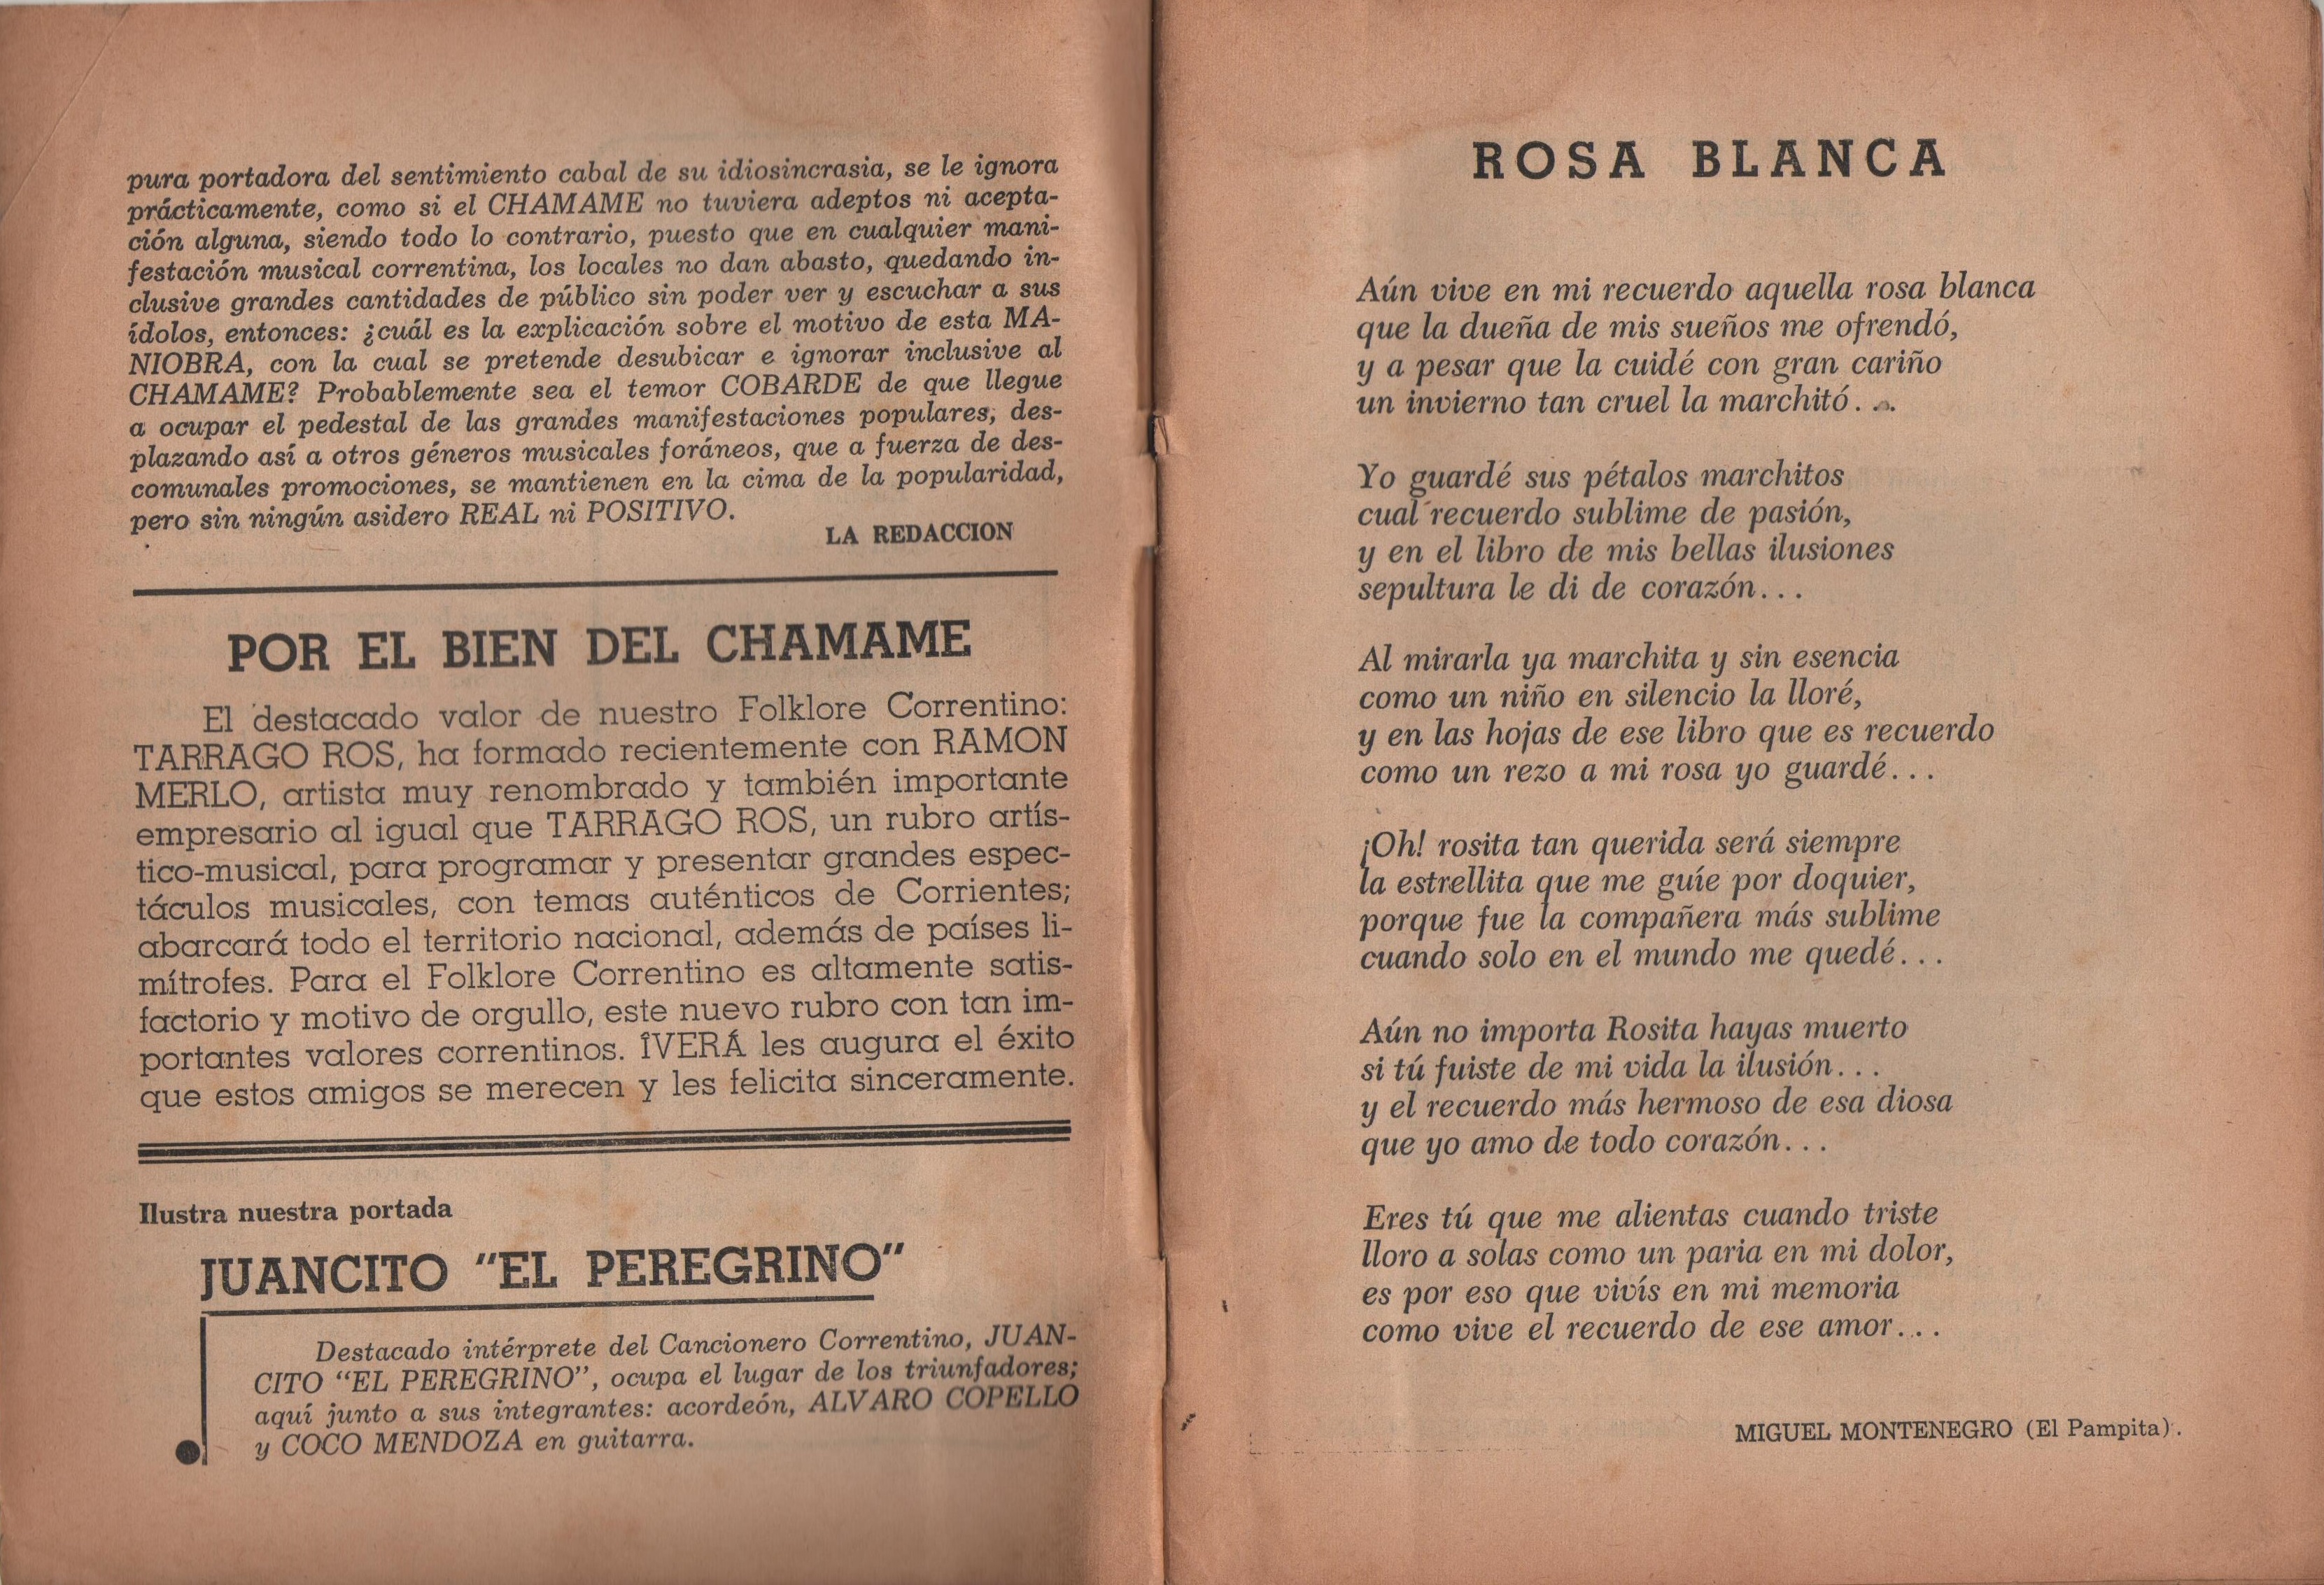 pura portadora del sentimiento cabal de su idiosincrasia, se le ignora
prácticamente, como si el CHAMAME no tuviera adeptos ni acepta-
ción alguna, siendo todo lo contrario, puesto que en cualquier mani-
festación musical correntina, los locales no dan abasto, quedando in-
clusive grandes cantidades de público sin poder ver y escuchar a sus
ídolos, entonces: ¿cuál es la explicación sobre el motivo de esta MA-
NIOBRA, con la cual se pretende desubicar e ignorar inclusive al
CHAMAME? Probablemente sea el temor COBARDE de que llegue
a ocupar el pedestal de las grandes manifestaciones populares, des-
plazando así a otros géneros musicales foráneos, que a fuerza de des-
comunales promociones, se mantienen en la cima de la popularidad,
pero sin ningún asidero REAL ni POSITIVO.
LA REDACCION
POR EL BIEN DEL CHAMAME
El destacado valor de nuestro Folklore Correntino:
TARRAGO ROS, ha formado recientemente con RAMON
MERLO, artista muy renombrado y también importante
empresario al igual que TARRAGO ROS, un rubro artís-
tico-musical, para programar y presentar grandes espec-
táculos musicales, con temas auténticos de Corrientes;
abarcará todo el territorio nacional, además de países li-
mítrofes. Para el Folklore Correntino es altamente satis-
factorio y motivo de orgullo, este nuevo rubro con tan im-
portantes valores correntinos. ÎVERÁ les augura el éxito
que estos amigos se merecen y les felicita sinceramente.
Ilustra nuestra portada
JUANCITO "EL PEREGRINO"
Destacado intérprete del Cancionero Correntino, JUAN-
CITO "EL PEREGRINO", ocupa el lugar de los triunfadores;
aquí junto a sus integrantes: acordeón, ALVARO COPELLO
y COCO MENDOZA en guitarra.
ROSA BLANCA
Aún vive en mi recuerdo aquella rosa blanca
que la dueña de mis sueños me ofrendó,
y a pesar que la cuidé con gran cariño
un invierno tan cruel la marchitó...
Yo guardé sus pétalos marchitos
cual recuerdo sublime de pasión,
y en el libro de mis bellas ilusiones
sepultura le di de corazón...
Al mirarla ya marchita y sin esencia
como un niño en silencio la lloré,
y en las hojas de ese libro que es recuerdo
como un rezo a mi rosa yo guardé...
¡Oh! rosita tan querida será siempre
la estrellita que me guíe por doquier,
porque fue la compañera más sublime
cuando solo en el mundo me quedé...
Aún no importa Rosita hayas muerto
si tú fuiste de mi vida la ilusión...
y el recuerdo más hermoso de esa diosa
que yo amo de todo corazón...
Eres tú que me alientas cuando triste
lloro a solas como un paria en mi dolor,
es por eso que vivís en mi memoria
como vive el recuerdo de ese amor...
MIGUEL MONTENEGRO (El Pampita).